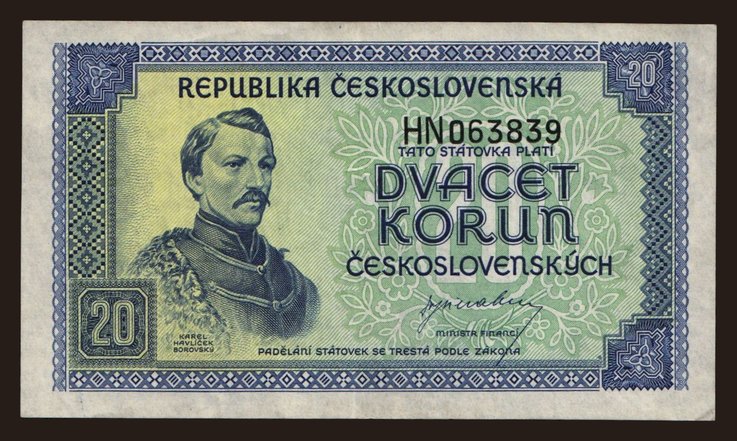 20
REPUBLIKA ČESKOSLOVENSKÁ
HN063839
TATO STÁTOVKA PLATÍ
DVACET
KORUN
ČESKOSLOVENSKÝCH
MINISTR FINANCÍ
20
KAREL
HAVLÍČEK
BOROVSKÝ
PADĚLÁNÍ STÁTOVEK SE TRESTÁ PODLE ZÁKONA
20